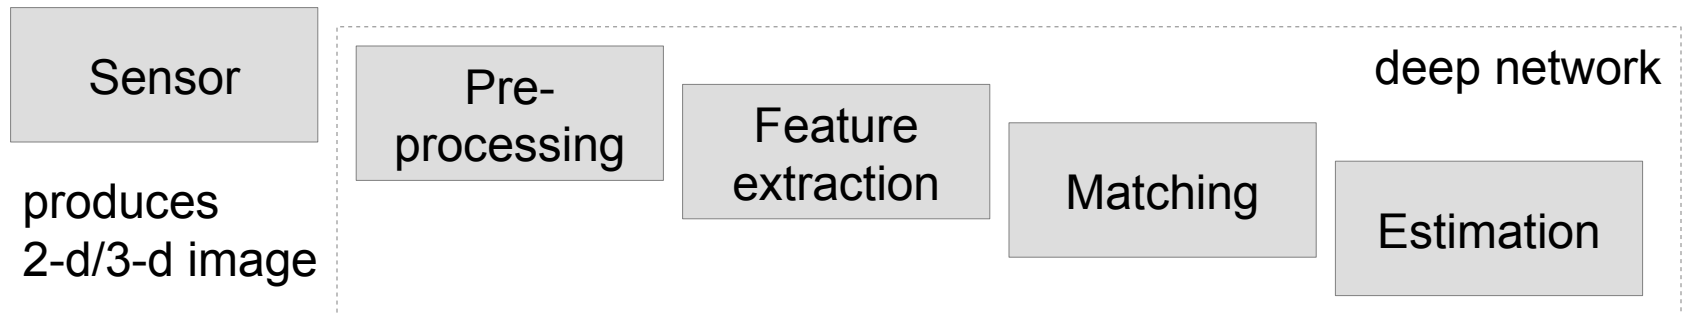 Sensor
produces
2-d/3-d image
Pre-
processing
Feature
extraction
Matching
Estimation
deep network